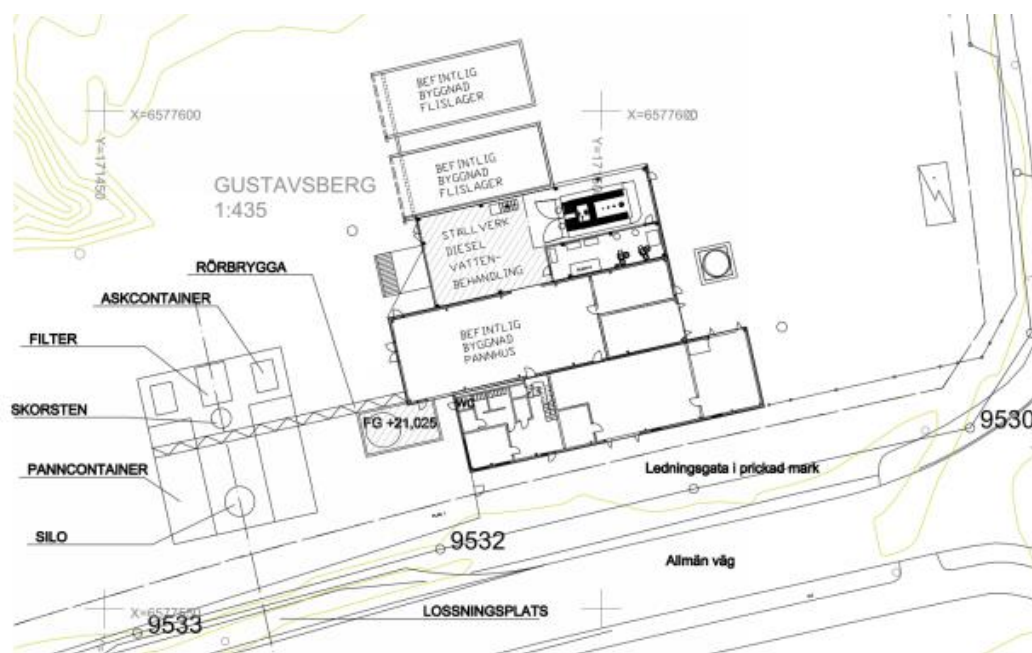 BEFINTLIG
BYGGNAD
FLISLAGER
X=6577600
X=6577600
Y=171450
BEFINTLIG
BYGGNAD
FLISLAGER
GUSTAVSBERG
1:435
STÄLLVERK
DIESEL
VATTEN-
BEHANDLING
RÖRBRYGGA
ASKCONTAINER
BEFINTLIG
BYGGNAD
PANNHUS
FILTER
SKORSTEN
WC
FG +21,025
9530
PANNCONTAINER
Ledningsgata i prickad mark
SILO
9532
Allmän väg
X=6577550
LOSSNINGSPLATS
9533